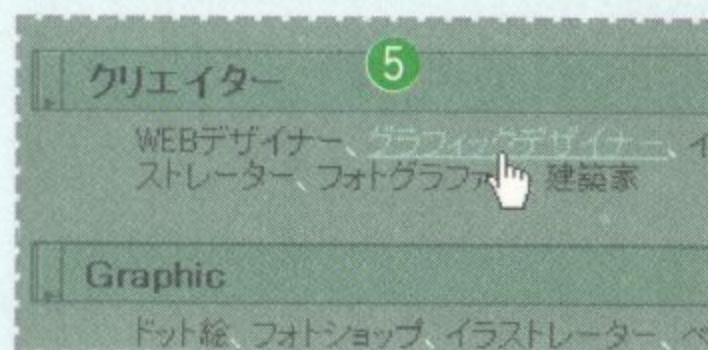 5
クリエイター
WEBデザイナー、グラフィックデザイナー、イ
ストレーター、フォトグラファ 建築家
Graphic
ドット絵、フォトショップ、イラストレーター、ペ